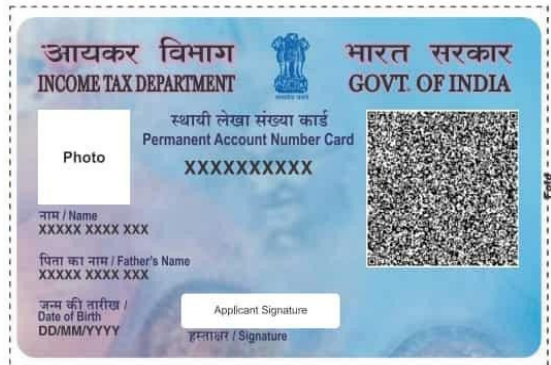 आयकर विभाग
INCOME TAX DEPARTMENT
भारत सरकार
GOVT. OF INDIA
स्थायी लेखा संख्या कार्ड
Permanent Account Number Card
XXXXXXXXXX
Photo
नाम / Name
XXXXX XXXX XXX
पिता का नाम / Father's Name
XXXXX XXXX XXX
जन्म की तारीख /
Date of Birth
DD/MM/YYYY
Applicant Signature
हस्ताक्षर / Signature